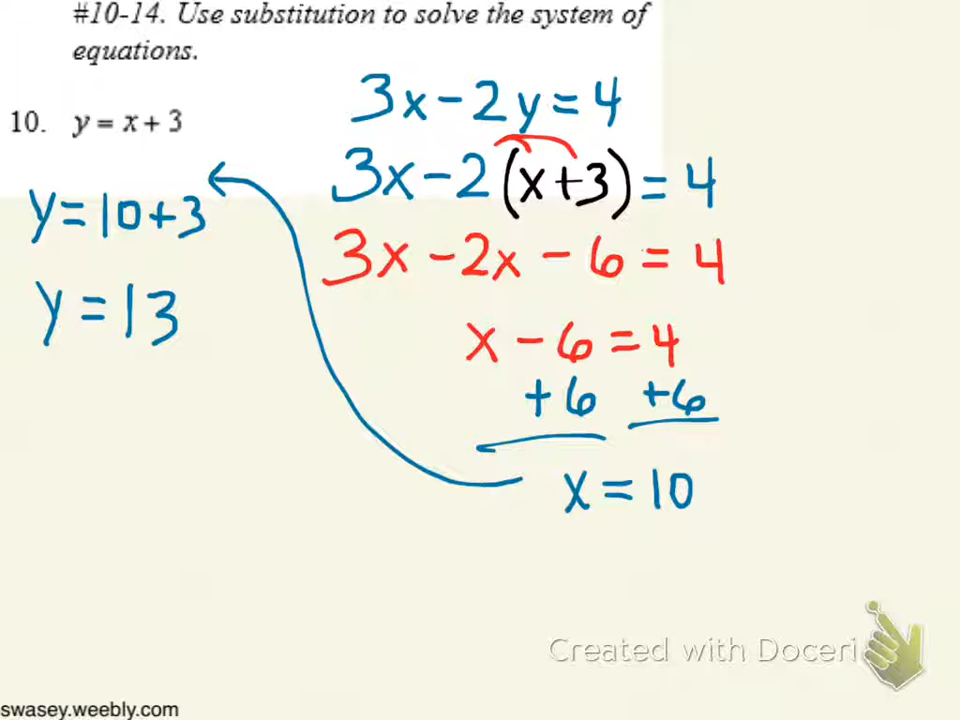 #10-14. Use substitution to solve the system of
equations.
10. y = x + 3
3x - 2y = 4
3x - 2(x + 3) = 4
3x - 2x - 6 = 4
x - 6 = 4
+6 +6
x = 10
y = 10 + 3
y = 13
Created with Doceri
swasey.weebly.com